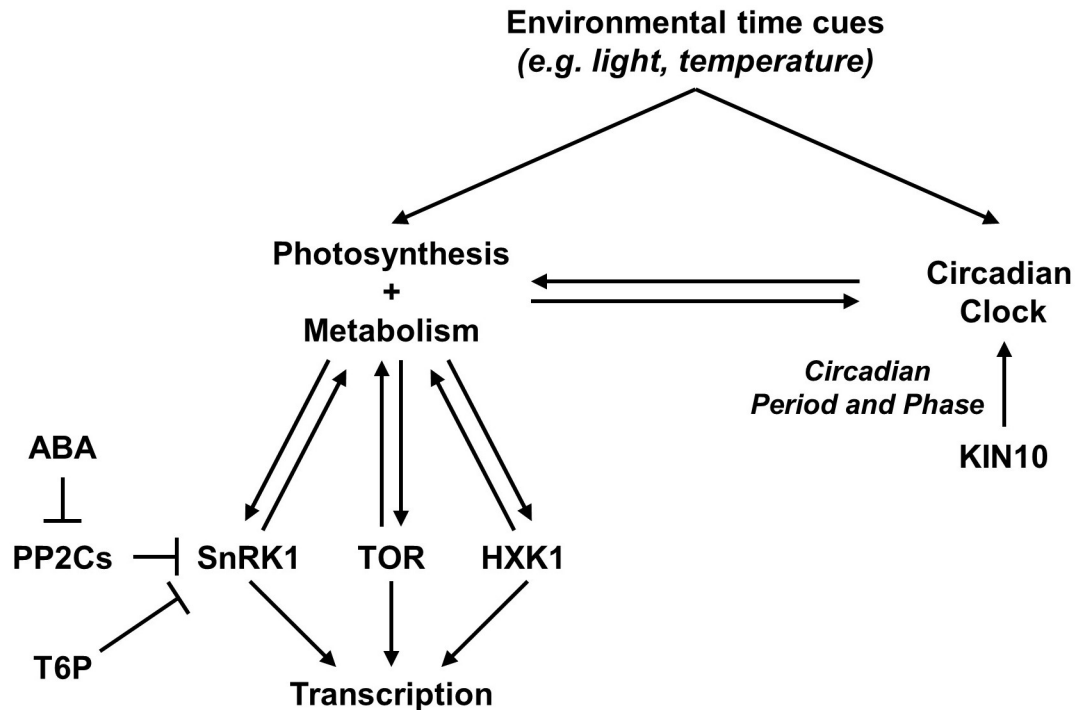 Environmental time cues
(e.g. light, temperature)
Photosynthesis
+
Metabolism
Circadian
Clock
Circadian
Period and Phase
KIN10
ABA
PP2Cs
SnRK1
TOR
HXK1
T6P
Transcription